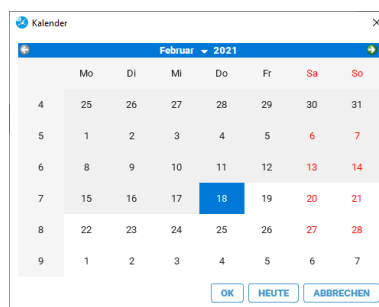 Kalender
Februar 2021
Mo Di Mi Do Fr Sa So
4 25 26 27 28 29 30 31
5 1 2 3 4 5 6 7
6 8 9 10 11 12 13 14
7 15 16 17 18 19 20 21
8 22 23 24 25 26 27 28
9 1 2 3 4 5 6 7
OK HEUTE ABBRECHEN